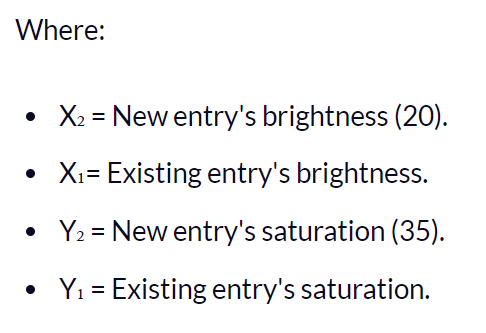 Where:
• X₂ = New entry's brightness (20).
• X₁= Existing entry's brightness.
• Y₂ = New entry's saturation (35).
• Y₁ = Existing entry's saturation.